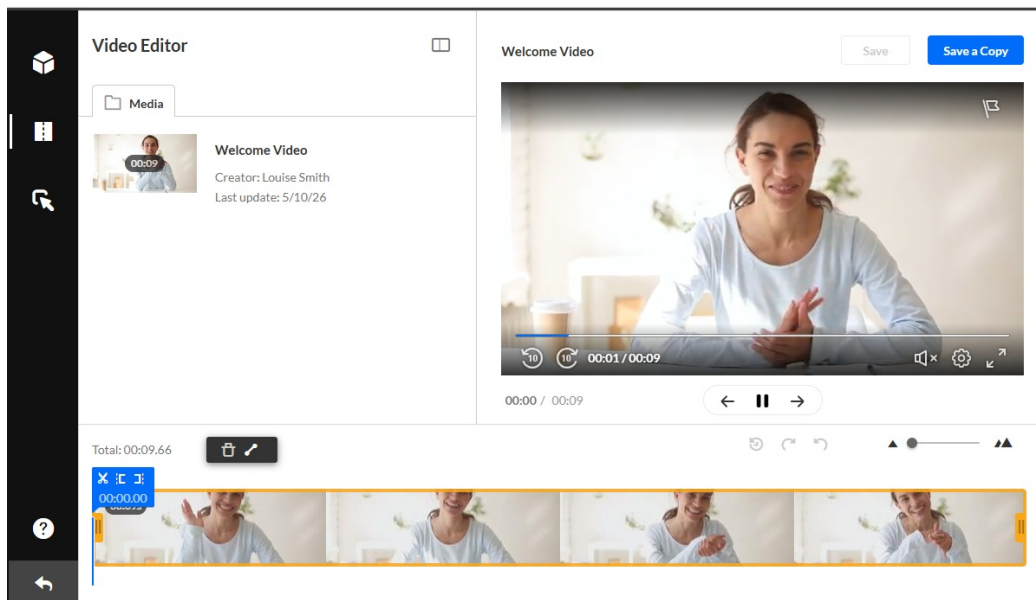 Video Editor
Media
00:09
Welcome Video
Creator: Louise Smith
Last update: 5/10/26
Welcome Video
Save
Save a Copy
10
10
00:01 / 00:09
00:00 / 00:09
Total: 00:09.66
00:00.00
?